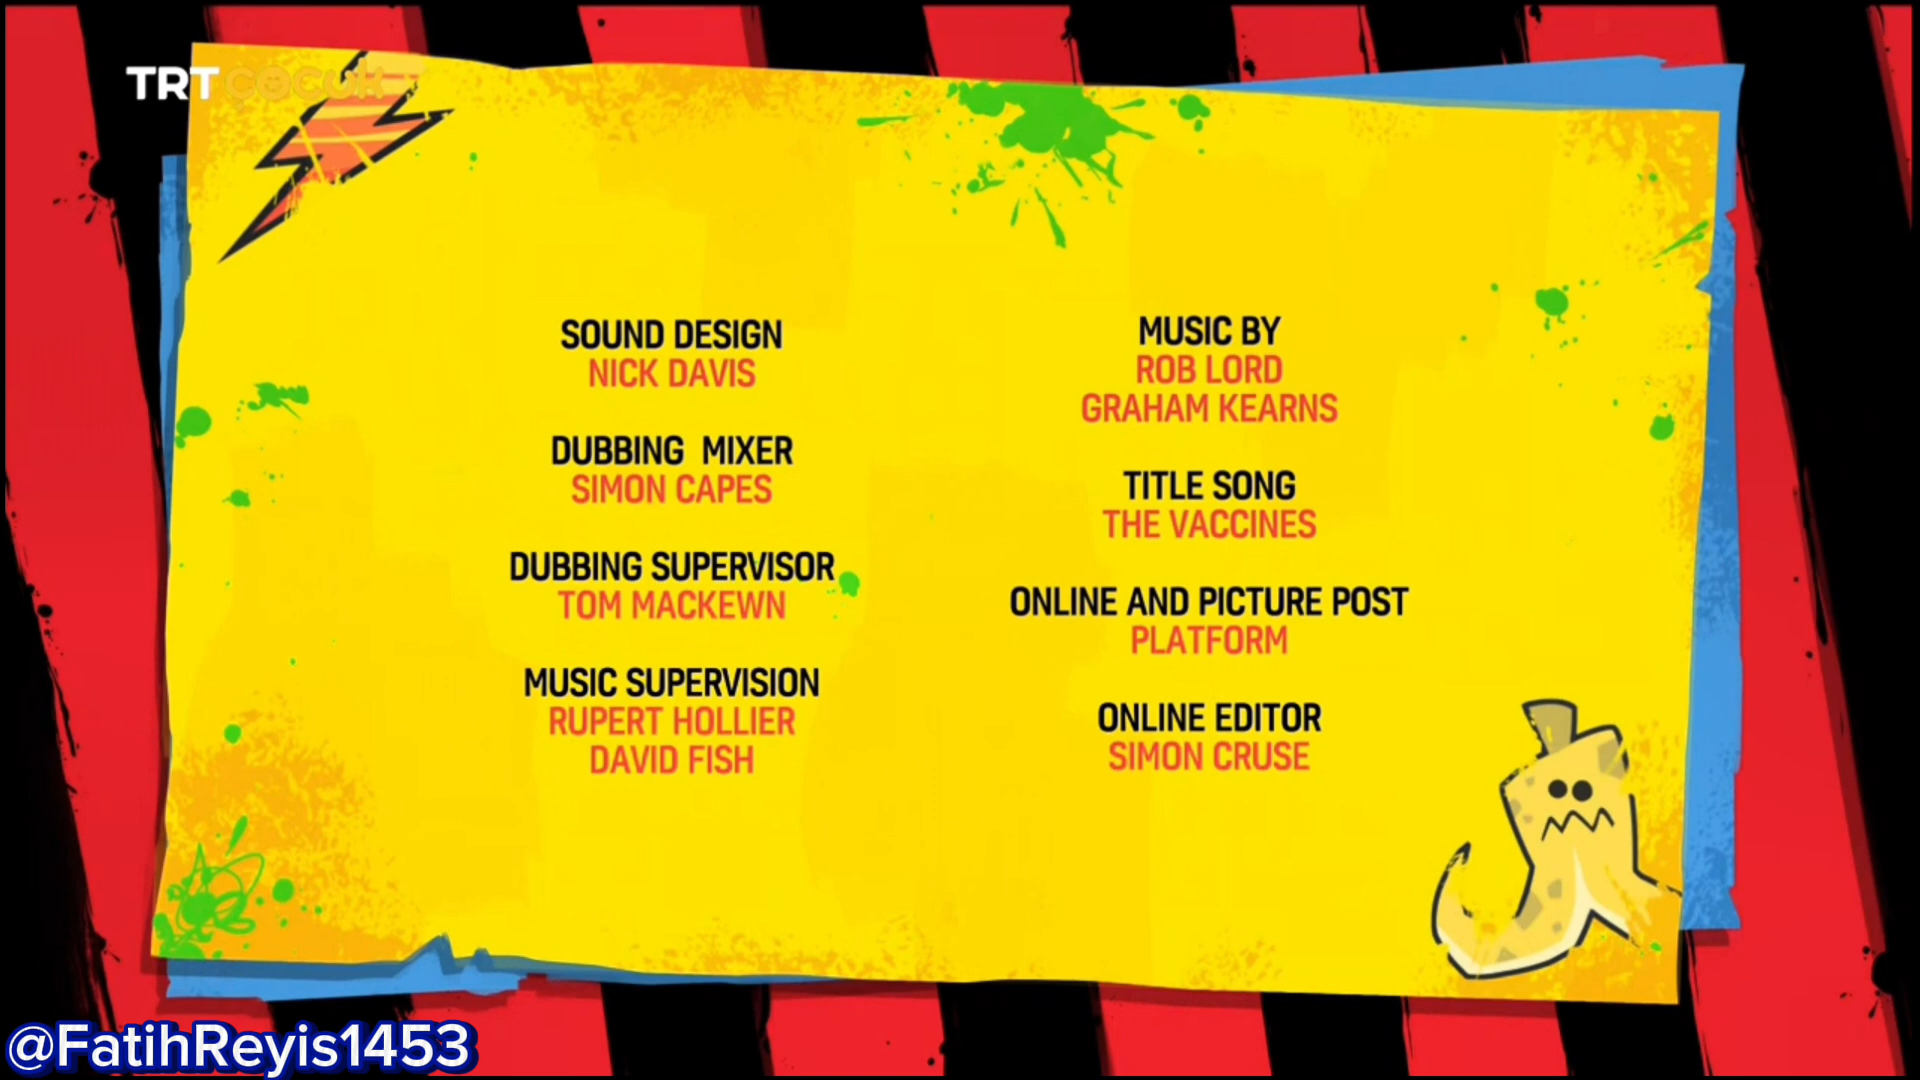 TRT çocuk
SOUND DESIGN
NICK DAVIS
DUBBING MIXER
SIMON CAPES
DUBBING SUPERVISOR
TOM MACKEWN
MUSIC SUPERVISION
RUPERT HOLLIER
DAVID FISH
MUSIC BY
ROB LORD
GRAHAM KEARNS
TITLE SONG
THE VACCINES
ONLINE AND PICTURE POST
PLATFORM
ONLINE EDITOR
SIMON CRUSE
@FatihReyis1453